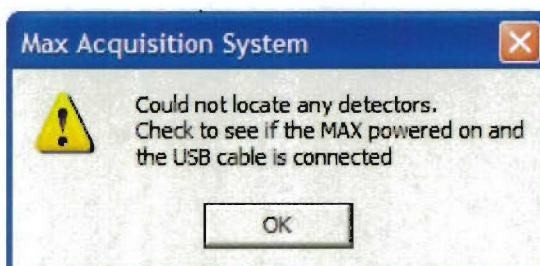 Max Acquisition System
Could not locate any detectors.
Check to see if the MAX powered on and
the USB cable is connected
OK